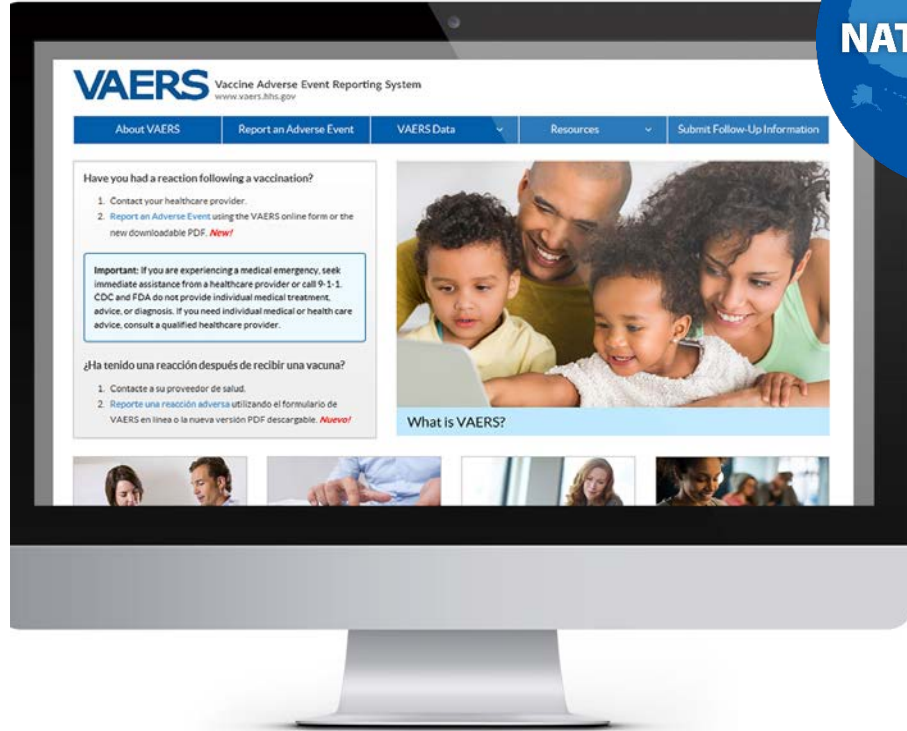 NAT
VAERS Vaccine Adverse Event Reporting System
www.vaers.hhs.gov
About VAERS Report an Adverse Event VAERS Data Resources Submit Follow-Up Information
Have you had a reaction following a vaccination?
1. Contact your healthcare provider.
2. Report an Adverse Event using the VAERS online form or the
new downloadable PDF. New!
Important: If you are experiencing a medical emergency, seek
immediate assistance from a healthcare provider or call 9-1-1.
CDC and FDA do not provide individual medical treatment,
advice, or diagnosis. If you need individual medical or health care
advice, consult a qualified healthcare provider.
¿Ha tenido una reacción después de recibir una vacuna?
1. Contacte a su proveedor de salud.
2. Reporte una reacción adversa utilizando el formulario de
VAERS en línea o la nueva versión PDF descargable. Nuevo!
What is VAERS?